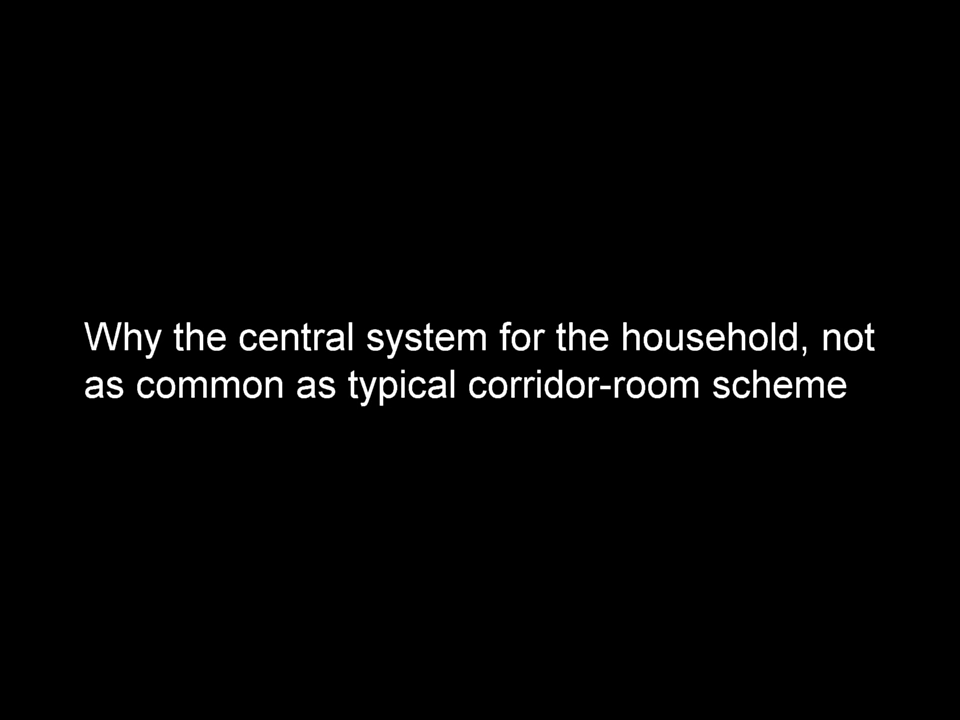 Why the central system for the household, not
as common as typical corridor-room scheme